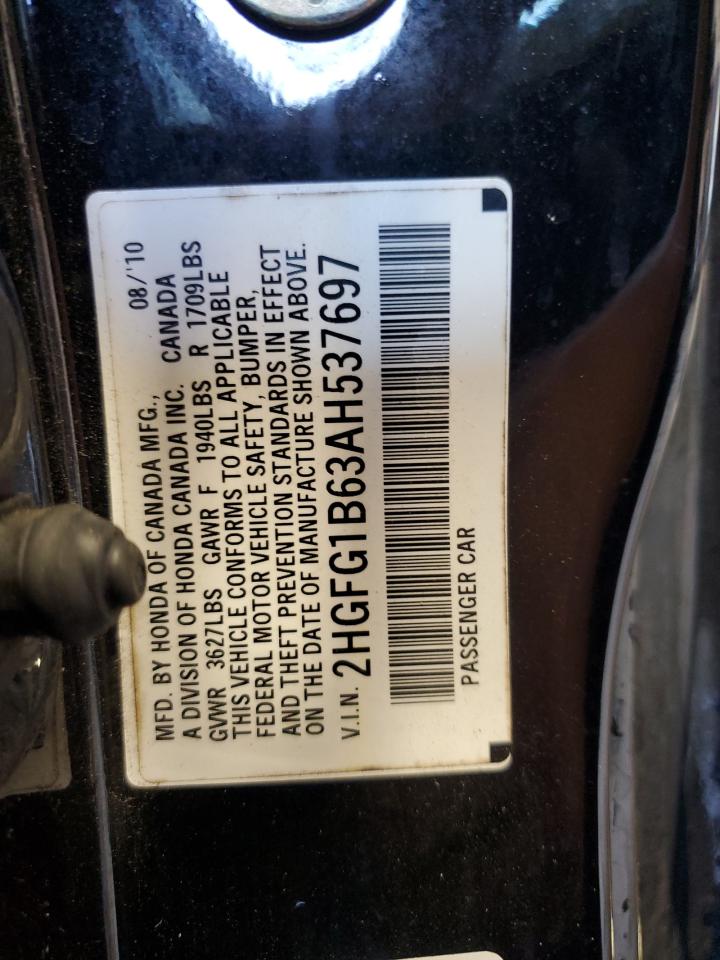 MFD. BY HONDA OF CANADA MFG., 08/'10
A DIVISION OF HONDA CANADA INC. CANADA
GVWR 3627LBS GAWR F 1940LBS R 1709LBS
THIS VEHICLE CONFORMS TO ALL APPLICABLE
FEDERAL MOTOR VEHICLE SAFETY, BUMPER,
AND THEFT PREVENTION STANDARDS IN EFFECT
ON THE DATE OF MANUFACTURE SHOWN ABOVE.
V.I.N. 2HGFG1B63AH537697
PASSENGER CAR